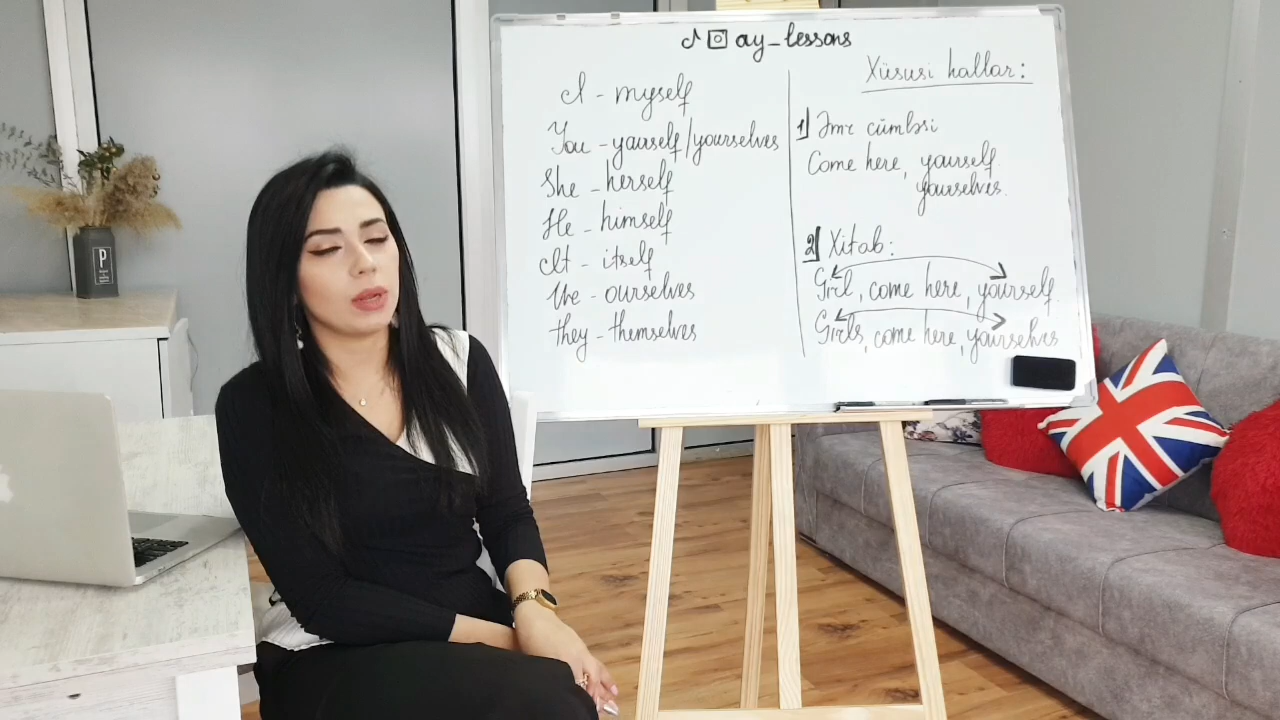 ay_lessons
I - myself
You - yourself/yourselves
She - herself
He - himself
It - itself
We - ourselves
they - themselves
Xüsusi hallar:
1) Əmr cümləsi
Come here, yourself.
yourselves.
2) Xitab:
Girl, come here, yourself.
Girls, come here, yourselves
P